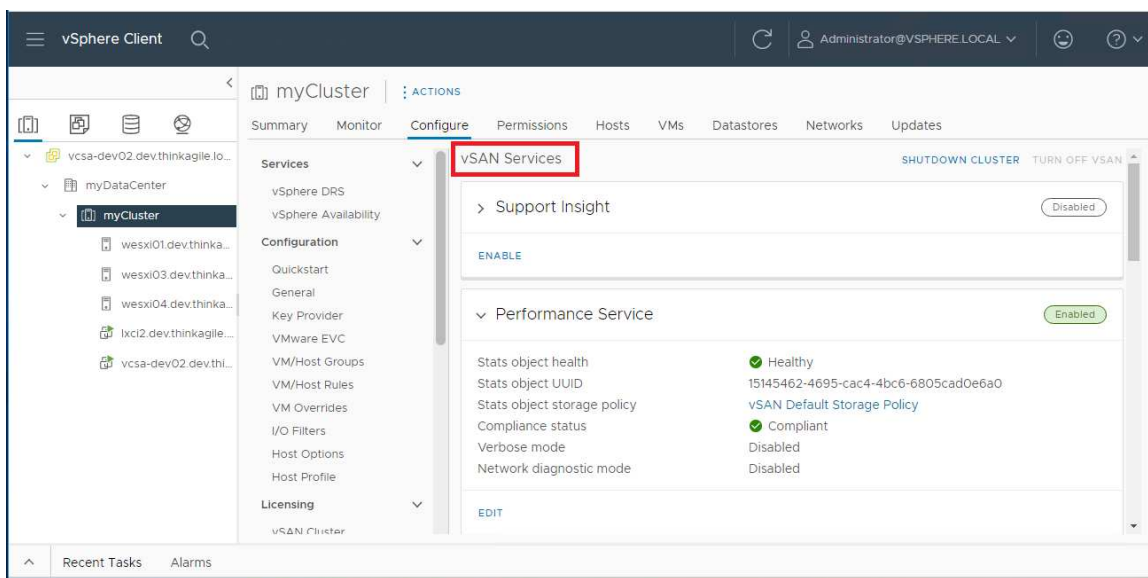 vSphere Client
Administrator@VSPHERE.LOCAL
myCluster
ACTIONS
Summary Monitor Configure Permissions Hosts VMs Datastores Networks Updates
vcsa-dev02.dev.thinkagile.lo...
myDataCenter
myCluster
wesxi01.dev.thinka...
wesxi03.dev.thinka...
wesxi04.dev.thinka...
lxci2.dev.thinkagile....
vcsa-dev02.dev.thi...
Services
vSphere DRS
vSphere Availability
Configuration
Quickstart
General
Key Provider
VMware EVC
VM/Host Groups
VM/Host Rules
VM Overrides
I/O Filters
Host Options
Host Profile
Licensing
vSAN Cluster
vSAN Services
SHUTDOWN CLUSTER TURN OFF VSAN
Support Insight
Disabled
ENABLE
Performance Service
Enabled
Stats object health Healthy
Stats object UUID 15145462-4695-cac4-4bc6-6805cad0e6a0
Stats object storage policy vSAN Default Storage Policy
Compliance status Compliant
Verbose mode Disabled
Network diagnostic mode Disabled
EDIT
Recent Tasks Alarms